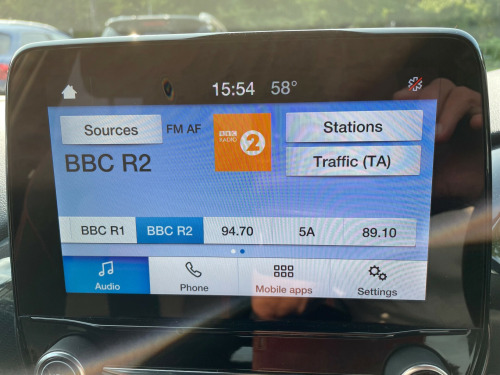 15:54 58°
Sources FM AF BBC RADIO 2 Stations
BBC R2 Traffic (TA)
BBC R1 BBC R2 94.70 5A 89.10
Audio Phone Mobile apps Settings